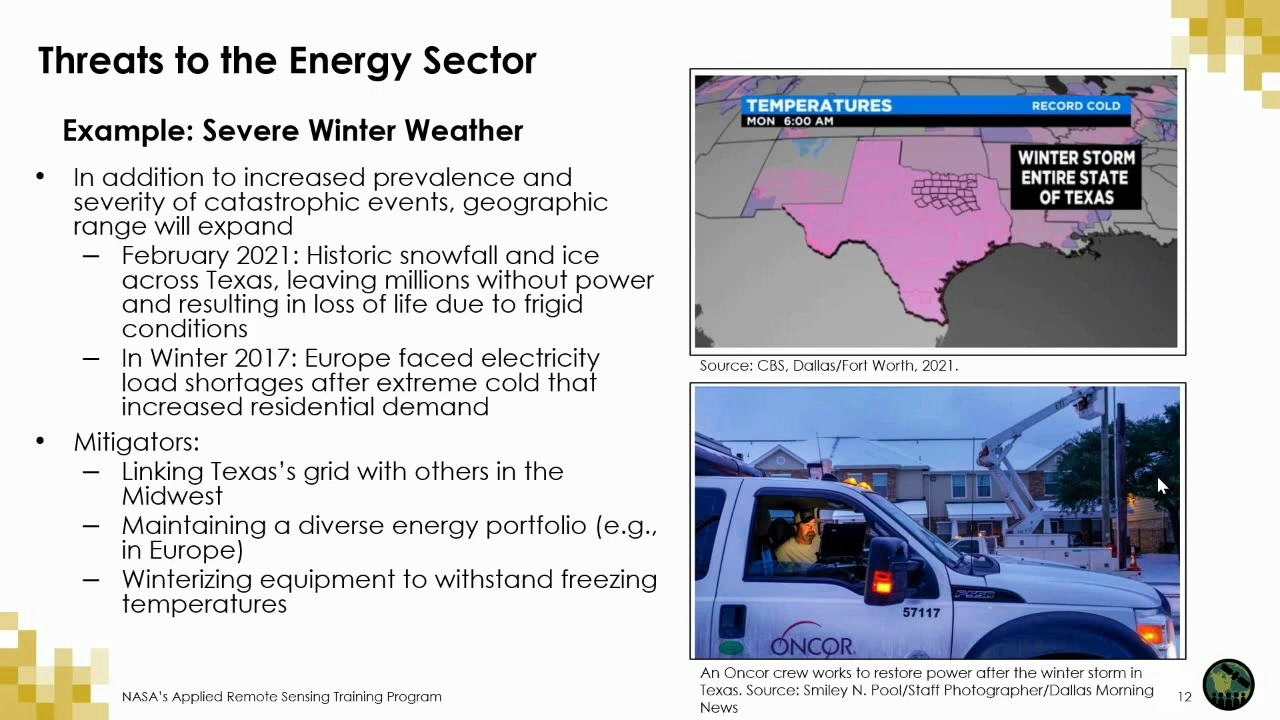 Threats to the Energy Sector
Example: Severe Winter Weather
• In addition to increased prevalence and
severity of catastrophic events, geographic
range will expand
– February 2021: Historic snowfall and ice
across Texas, leaving millions without power
and resulting in loss of life due to frigid
conditions
– In Winter 2017: Europe faced electricity
load shortages after extreme cold that
increased residential demand
• Mitigators:
– Linking Texas’s grid with others in the
Midwest
– Maintaining a diverse energy portfolio (e.g.,
in Europe)
– Winterizing equipment to withstand freezing
temperatures
TEMPERATURES
RECORD COLD
MON 6:00 AM
WINTER STORM
ENTIRE STATE
OF TEXAS
Source: CBS, Dallas/Fort Worth, 2021.
57117
ONCOR
An Oncor crew works to restore power after the winter storm in
Texas. Source: Smiley N. Pool/Staff Photographer/Dallas Morning
News
NASA’s Applied Remote Sensing Training Program
12